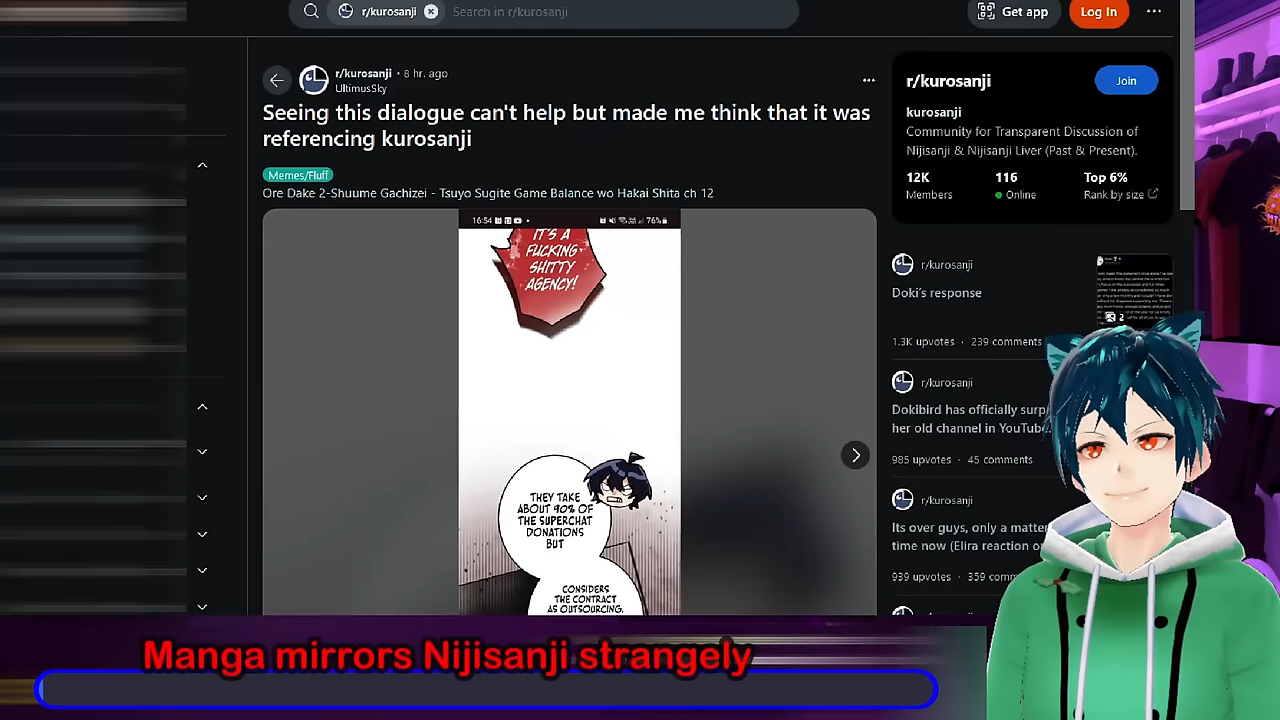 r/kurosanji
Search in r/kurosanji
Get app
Log In
r/kurosanji • 8 hr. ago
UltimusSky
Seeing this dialogue can't help but made me think that it was
referencing kurosanji
Memes/Fluff
Ore Dake 2-Shuume Gachizei - Tsuyo Sugite Game Balance wo Hakai Shita ch 12
16:54
76%
IT'S A
FUCKING
SHITTY
AGENCY!
THEY TAKE
ABOUT 90% OF
THE SUPERCHAT
DONATIONS
BUT
CONSIDERS
THE CONTRACT
AS OUTSOURCING.
r/kurosanji
Join
kurosanji
Community for Transparent Discussion of
Nijisanji & Nijisanji Liver (Past & Present).
12K
116
Top 6%
Members
Online
Rank by size
r/kurosanji
Doki's response
2
1.3K upvotes · 239 comments
r/kurosanji
Dokibird has officially surp
her old channel in YouTube
985 upvotes · 45 comments
r/kurosanji
Its over guys, only a matter
time now (Elira reaction o
939 upvotes · 359 comm
Manga mirrors Nijisanji strangely